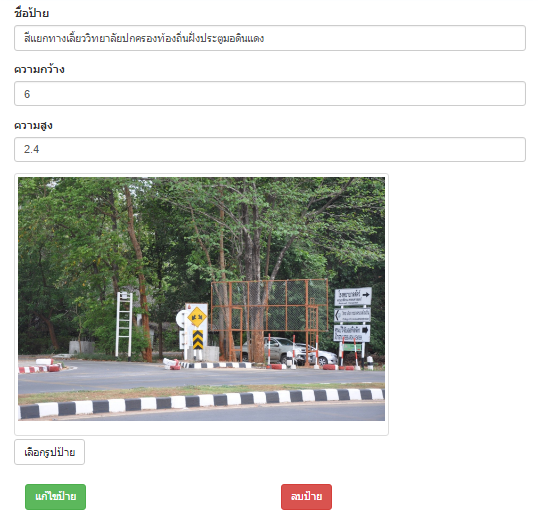 ชื่อป้าย
สี่แยกทางเลี้ยววิทยาลัยปกครองท้องถิ่นฝั่งประตูมอดินแดง
ความกว้าง
6
ความสูง
2.4
เลือกรูปป้าย
แก้ไขป้าย
ลบป้าย